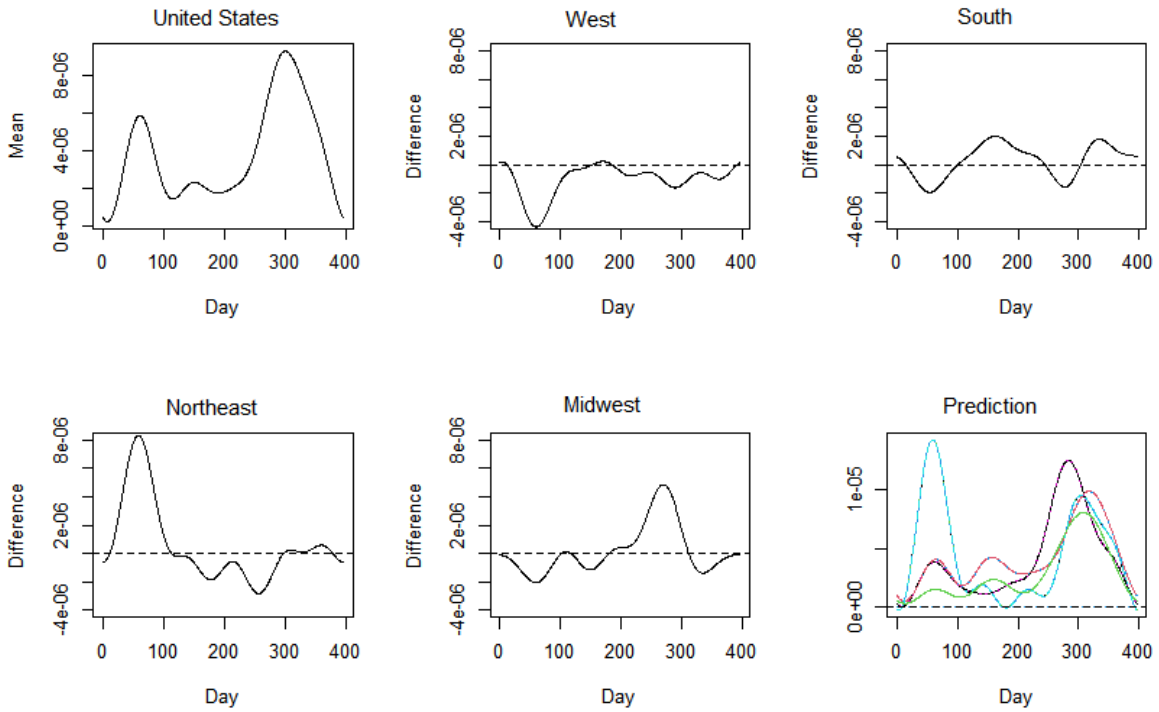 United States
Mean
0e+00 4e-06 8e-06
0 100 200 300 400
Day
West
Difference
-4e-06 2e-06 8e-06
0 100 200 300 400
Day
South
Difference
-4e-06 2e-06 8e-06
0 100 200 300 400
Day
Northeast
Difference
-4e-06 2e-06 8e-06
0 100 200 300 400
Day
Midwest
Difference
-4e-06 2e-06 8e-06
0 100 200 300 400
Day
Prediction
0e+00 1e-05
0 100 200 300 400
Day